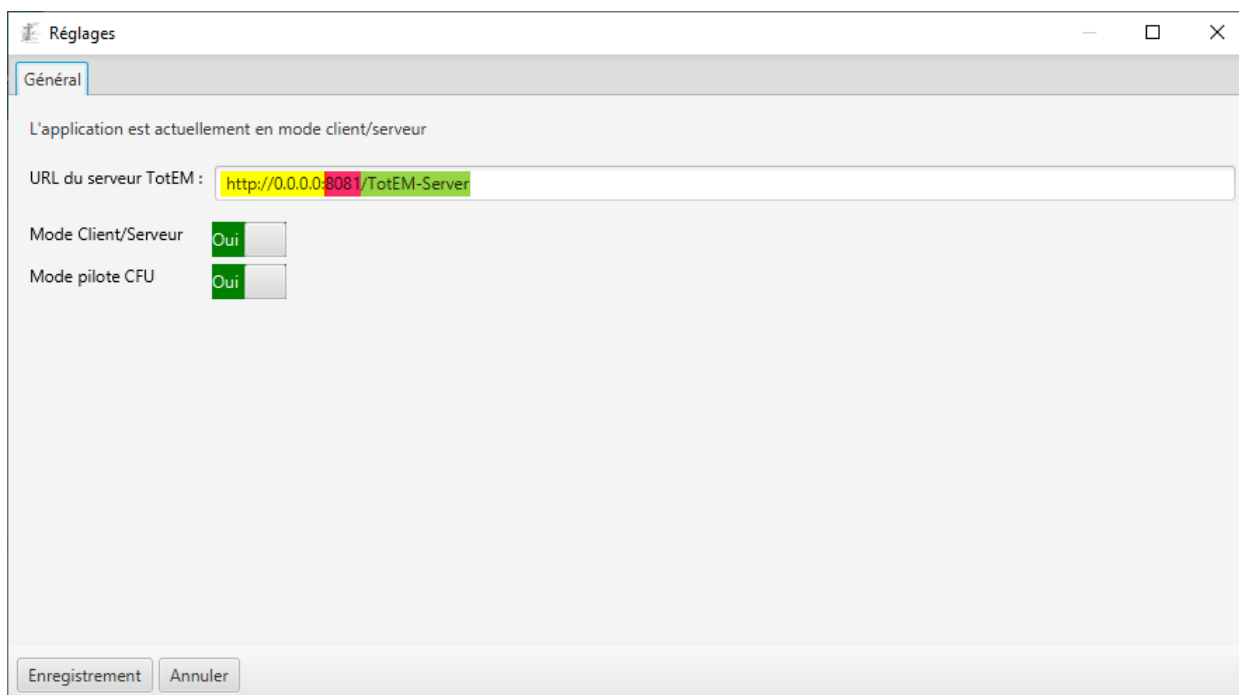 Réglages
Général
L'application est actuellement en mode client/serveur
URL du serveur TotEM : http://0.0.0.0:8081/TotEM-Server
Mode Client/Serveur Oui
Mode pilote CFU Oui
Enregistrement Annuler